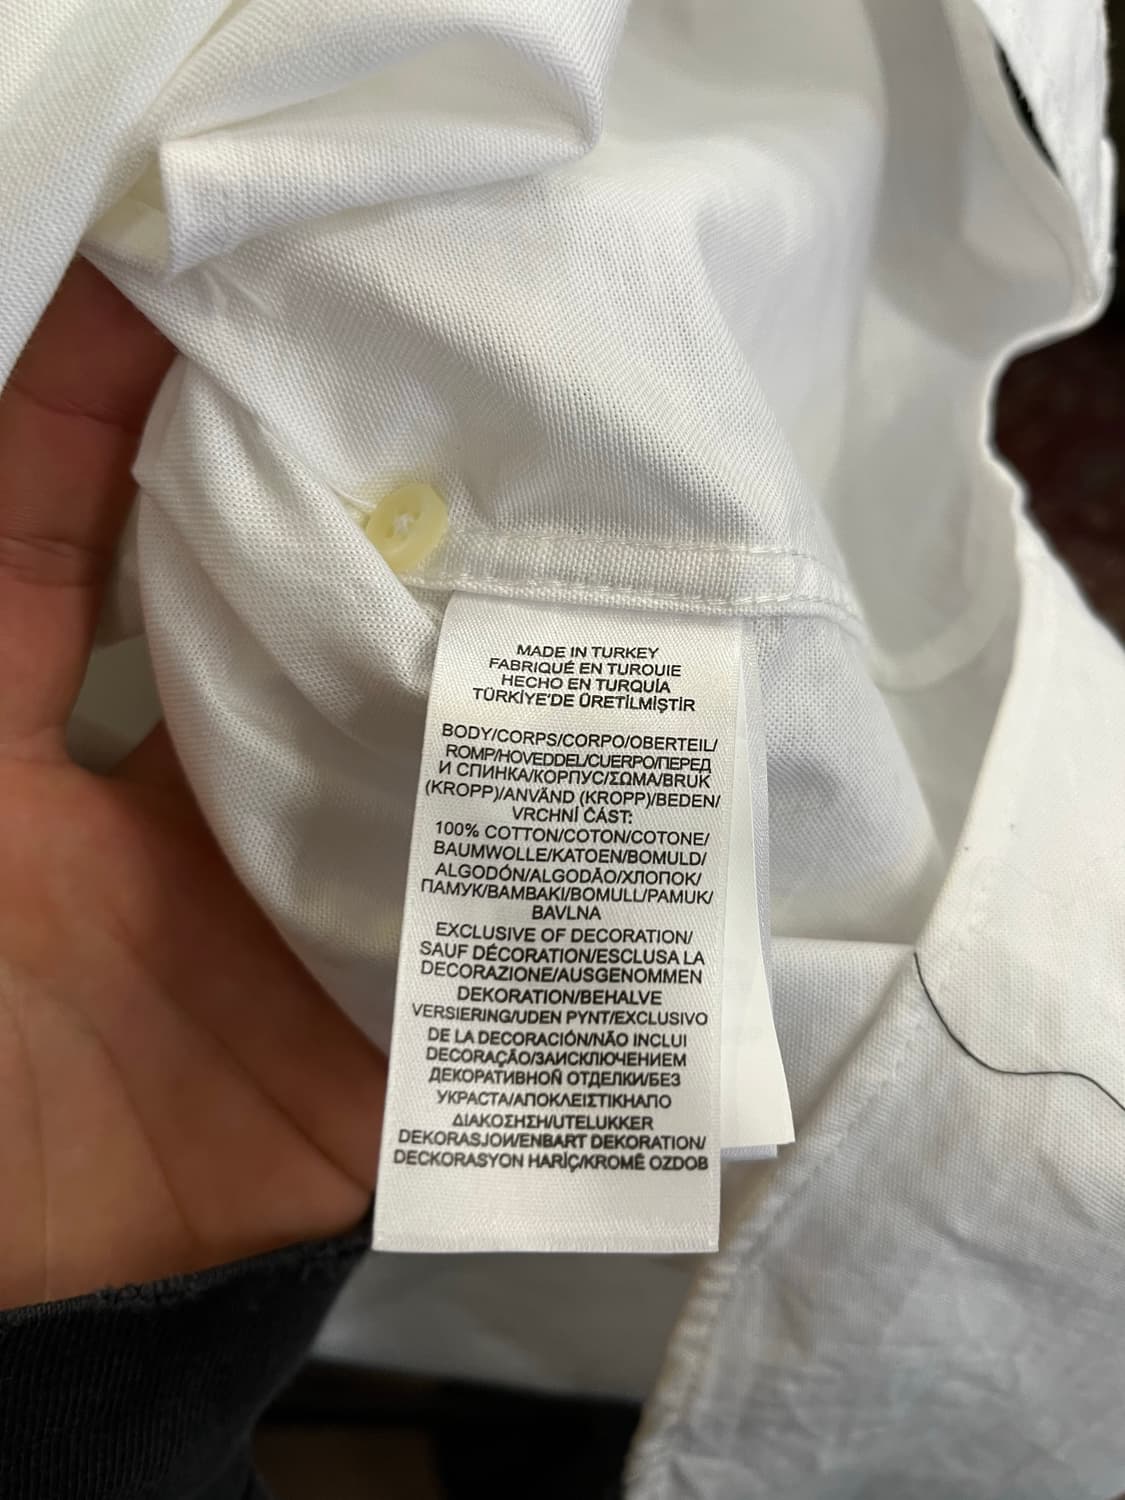 MADE IN TURKEY
FABRIQUÉ EN TURQUIE
HECHO EN TURQUÍA
TÜRKİYE'DE ÜRETİLMİŞTİR
BODY/CORPS/CORPO/OBERTEIL/
ROMP/HOVEDDEL/CUERPO/ПЕРЕД
И СПИНКА/КОРПУС/ΣΩΜΑ/BRUK
(KROPP)/ANVÄND (KROPP)/BEDEN/
VRCHNÍ ČÁST:
100% COTTON/COTON/COTONE/
BAUMWOLLE/KATOEN/BOMULD/
ALGODÓN/ALGODÃO/ХЛОПОК/
ПАМУК/ΒΑΜΒΑΚΙ/BOMULL/PAMUK/
BAVLNA
EXCLUSIVE OF DECORATION/
SAUF DÉCORATION/ESCLUSA LA
DECORAZIONE/AUSGENOMMEN
DEKORATION/BEHALVE
VERSIERING/UDEN PYNT/EXCLUSIVO
DE LA DECORACIÓN/NÃO INCLUI
DECORAÇÃO/ЗАИСКЛЮЧЕНИЕМ
ДЕКОРАТИВНОЙ ОТДЕЛКИ/БЕЗ
УКРАСТА/ΑΠΟΚΛΕΙΣΤΙΚΗΑΠΟ
ΔΙΑΚΟΣΗΣΗ/UTELUKKER
DEKORASJOW/ENBART DEKORATION/
DECKORASYON HARİÇ/KROMĚ OZDOB